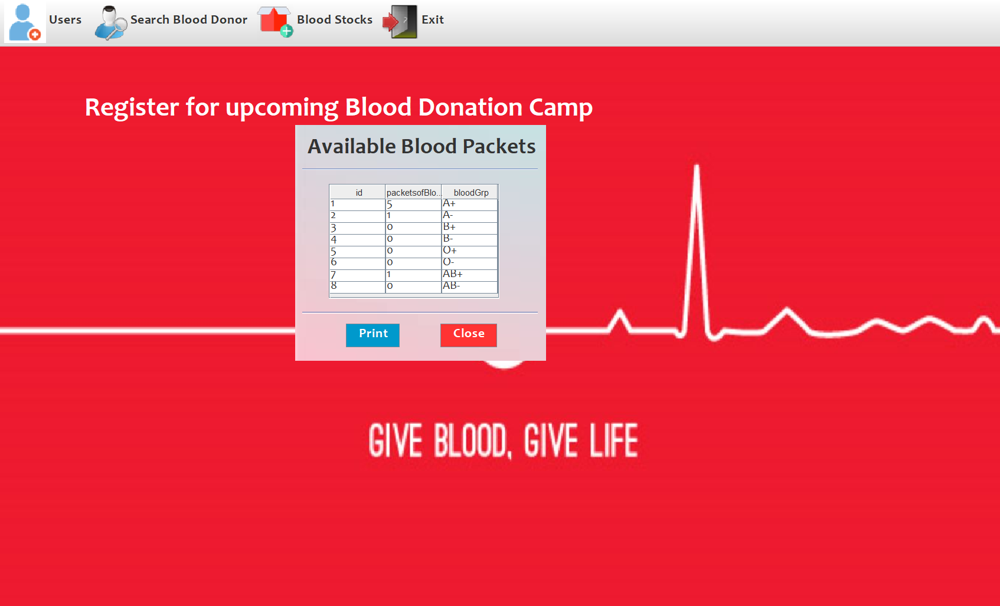 Users Search Blood Donor Blood Stocks Exit
Register for upcoming Blood Donation Camp
Available Blood Packets
id packetsofBlo... bloodGrp
1 5 A+
2 1 A-
3 0 B+
4 0 B-
5 0 O+
6 0 O-
7 1 AB+
8 0 AB-
Print Close
GIVE BLOOD, GIVE LIFE